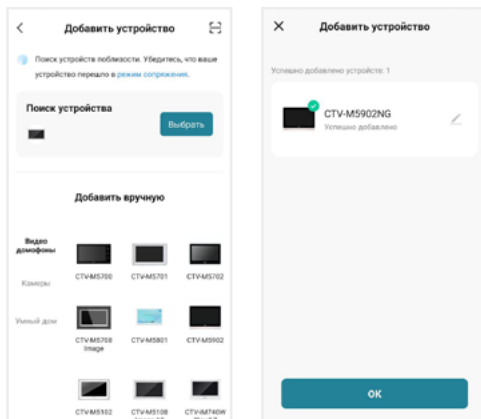 Добавить устройство
Поиск устройств поблизости. Убедитесь, что ваше
устройство перешло в режим сопряжения.
Поиск устройства
Выбрать
Добавить вручную
Видео
домофоны
Камеры
Умный дом
CTV-M5700 CTV-M5701 CTV-M5702
CTV-M5708 CTV-M5801 CTV-M5902
Image
CTV-M5102 CTV-M5108 CTV-M740W
Добавить устройство
Успешно добавлено устройств: 1
CTV-M5902NG
Успешно добавлено
ОК